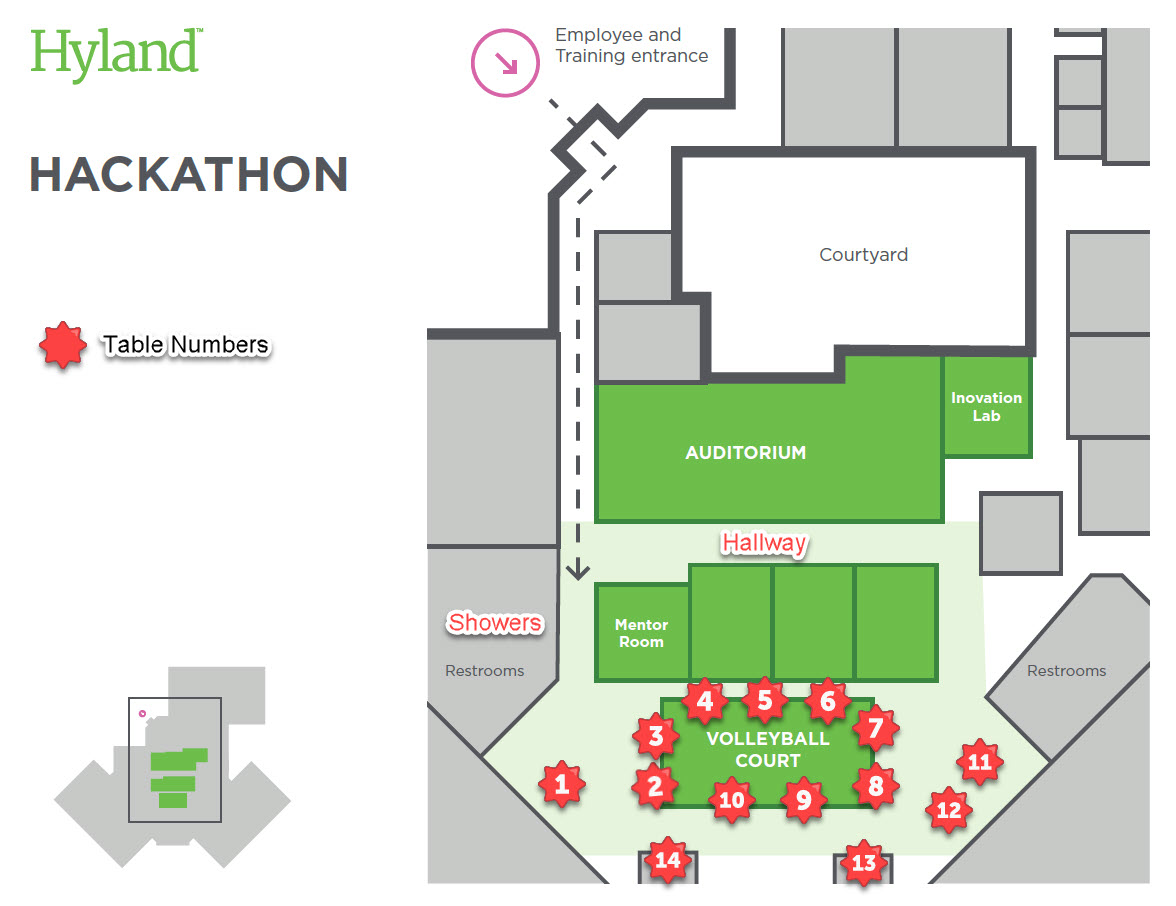 Hyland™
HACKATHON
Table Numbers
Employee and
Training entrance
Courtyard
Inovation
Lab
AUDITORIUM
Hallway
Showers
Restrooms
Mentor
Room
Restrooms
4
5
6
3
7
VOLLEYBALL
COURT
11
1
2
10
9
8
12
14
13